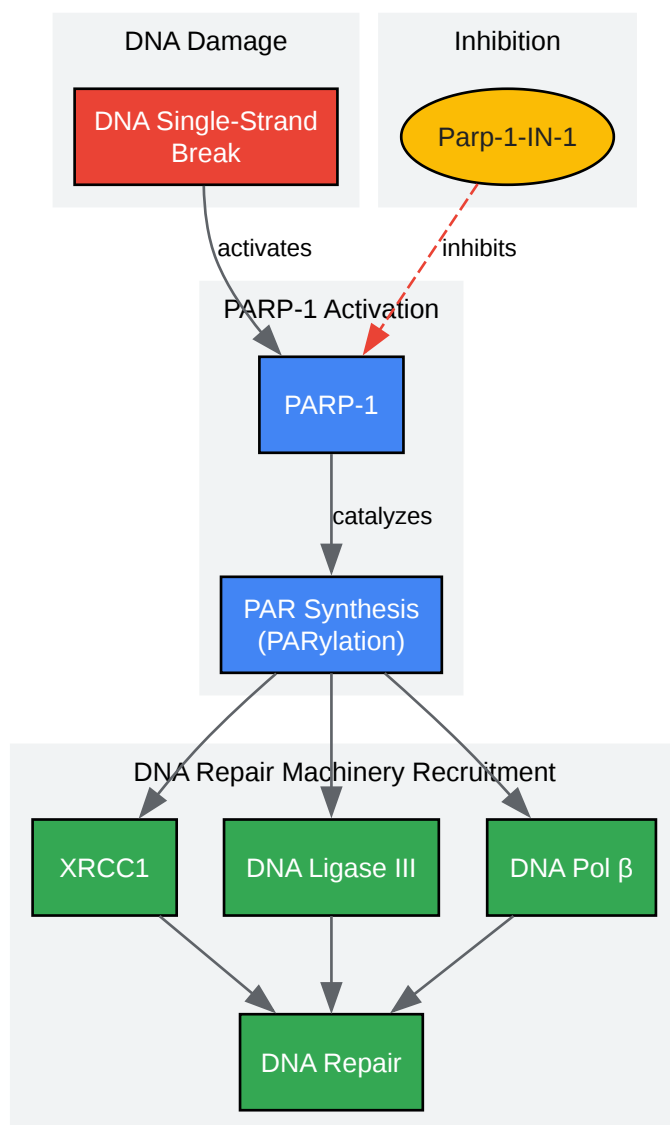 DNA Damage
Inhibition
DNA Single-Strand
Break
Parp-1-IN-1
activates
inhibits
PARP-1 Activation
PARP-1
catalyzes
PAR Synthesis
(PARylation)
DNA Repair Machinery Recruitment
XRCC1
DNA Ligase III
DNA Pol β
DNA Repair